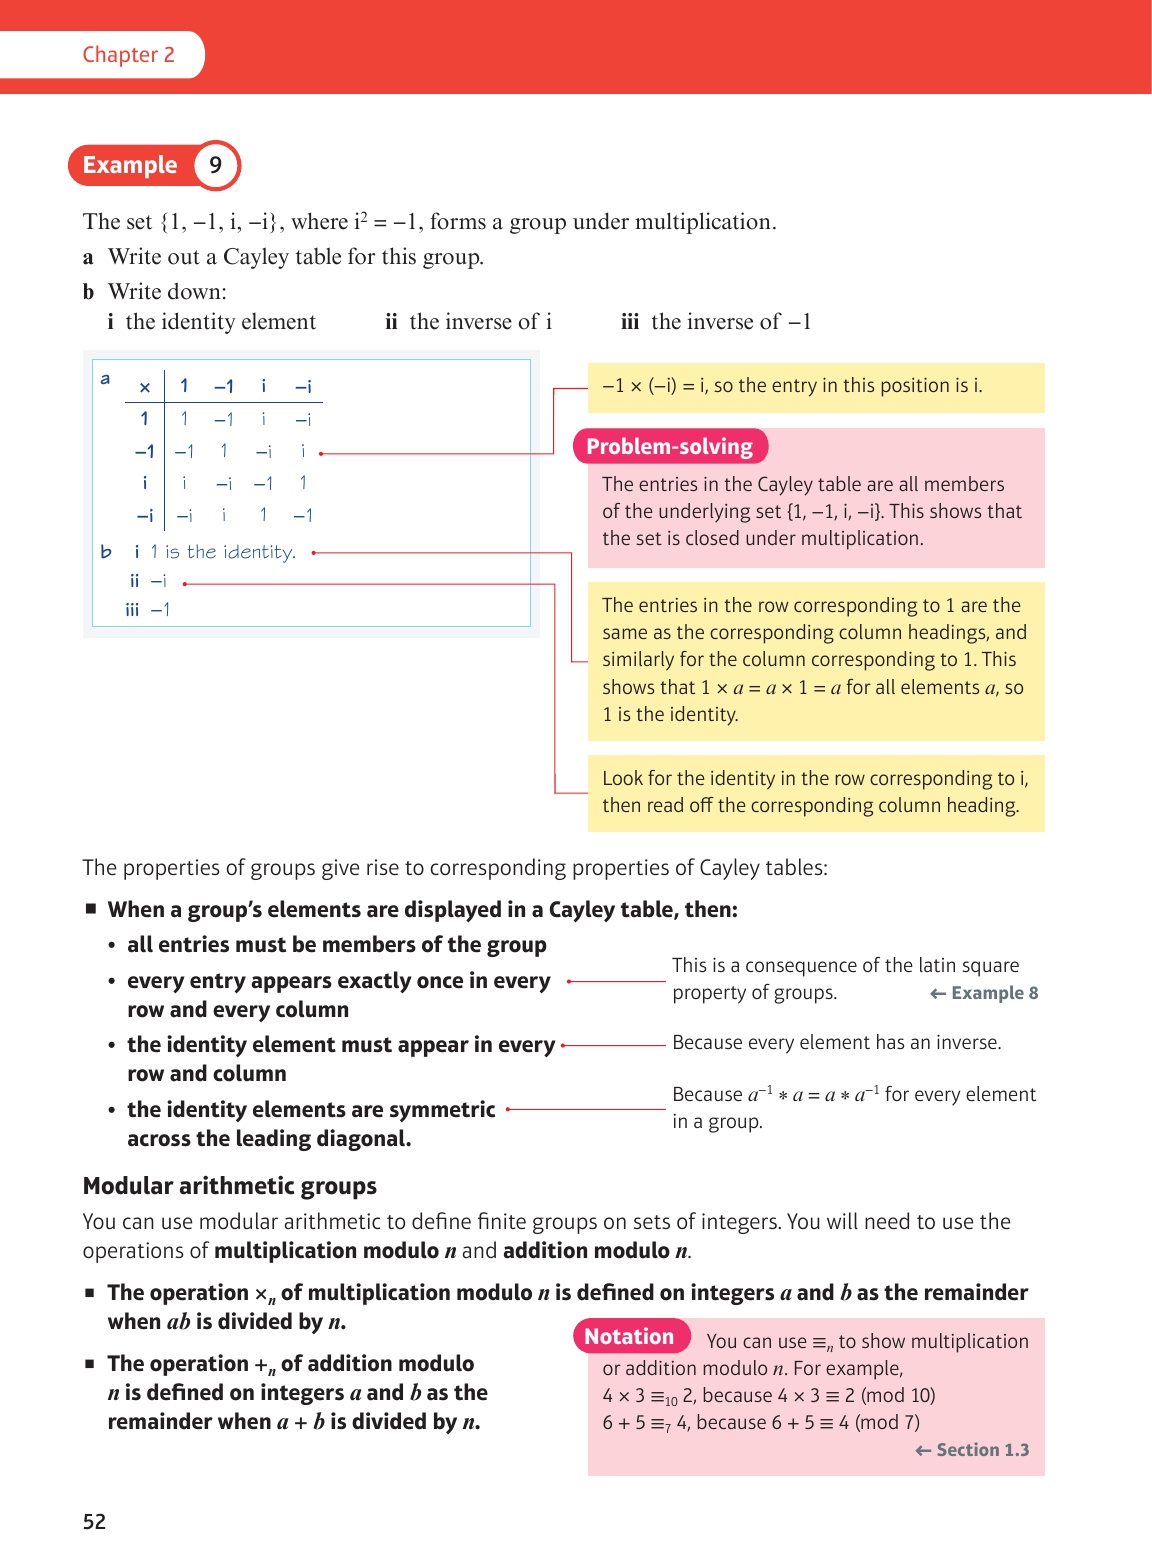 Chapter 2
Example 9
The set {1, −1, i, −i}, where i² = −1, forms a group under multiplication.
a Write out a Cayley table for this group.
b Write down:
i the identity element ii the inverse of i iii the inverse of −1
a
× 1 −1 i −i
1 1 −1 i −i
−1 −1 1 −i i
i i −i −1 1
−i −i i 1 −1
b i 1 is the identity.
ii −i
iii −1
−1 × (−i) = i, so the entry in this position is i.
Problem-solving
The entries in the Cayley table are all members
of the underlying set {1, −1, i, −i}. This shows that
the set is closed under multiplication.
The entries in the row corresponding to 1 are the
same as the corresponding column headings, and
similarly for the column corresponding to 1. This
shows that 1 × a = a × 1 = a for all elements a, so
1 is the identity.
Look for the identity in the row corresponding to i,
then read off the corresponding column heading.
The properties of groups give rise to corresponding properties of Cayley tables:
■ When a group’s elements are displayed in a Cayley table, then:
• all entries must be members of the group
• every entry appears exactly once in every
row and every column
This is a consequence of the latin square
property of groups. ← Example 8
• the identity element must appear in every
row and column
Because every element has an inverse.
• the identity elements are symmetric
across the leading diagonal.
Because a⁻¹ ∗ a = a ∗ a⁻¹ for every element
in a group.
Modular arithmetic groups
You can use modular arithmetic to define finite groups on sets of integers. You will need to use the
operations of multiplication modulo n and addition modulo n.
■ The operation ×ₙ of multiplication modulo n is defined on integers a and b as the remainder
when ab is divided by n.
■ The operation +ₙ of addition modulo
n is defined on integers a and b as the
remainder when a + b is divided by n.
Notation You can use ≡ₙ to show multiplication
or addition modulo n. For example,
4 × 3 ≡₁₀ 2, because 4 × 3 ≡ 2 (mod 10)
6 + 5 ≡₇ 4, because 6 + 5 ≡ 4 (mod 7)
← Section 1.3
52